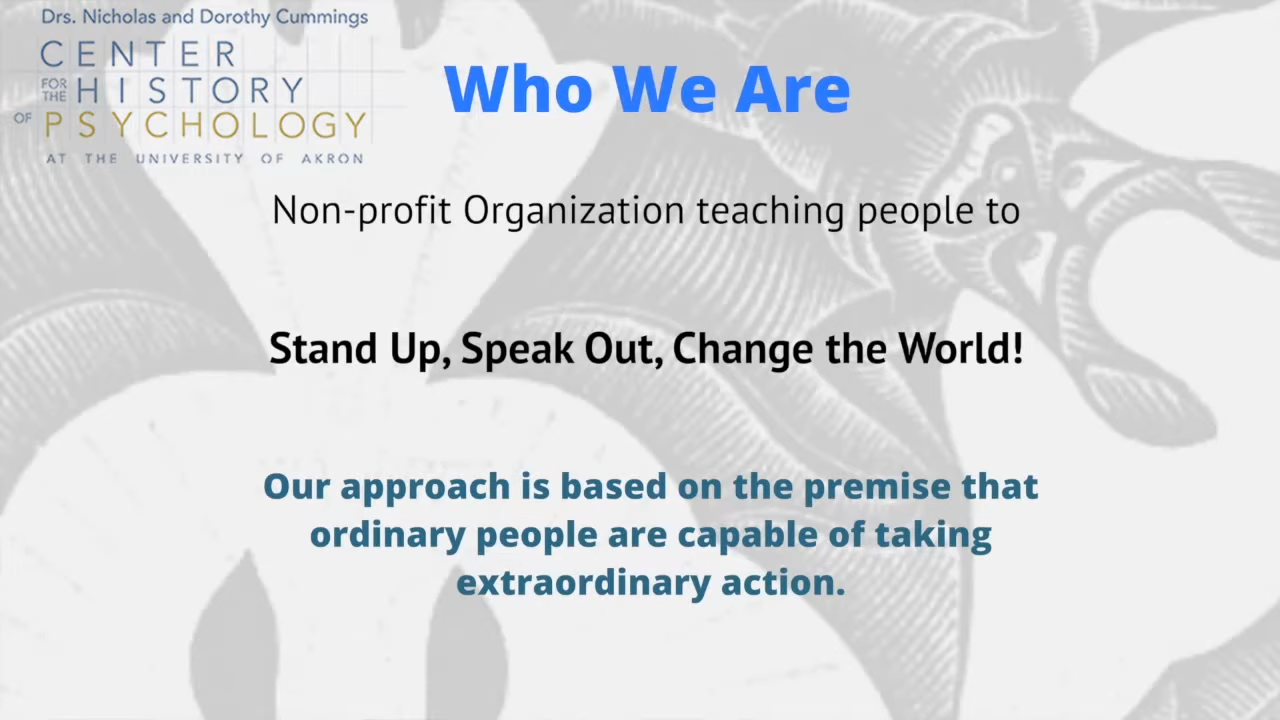 Drs. Nicholas and Dorothy Cummings
CENTER
FOR THE HISTORY
OF PSYCHOLOGY
AT THE UNIVERSITY OF AKRON
Who We Are
Non-profit Organization teaching people to
Stand Up, Speak Out, Change the World!
Our approach is based on the premise that
ordinary people are capable of taking
extraordinary action.